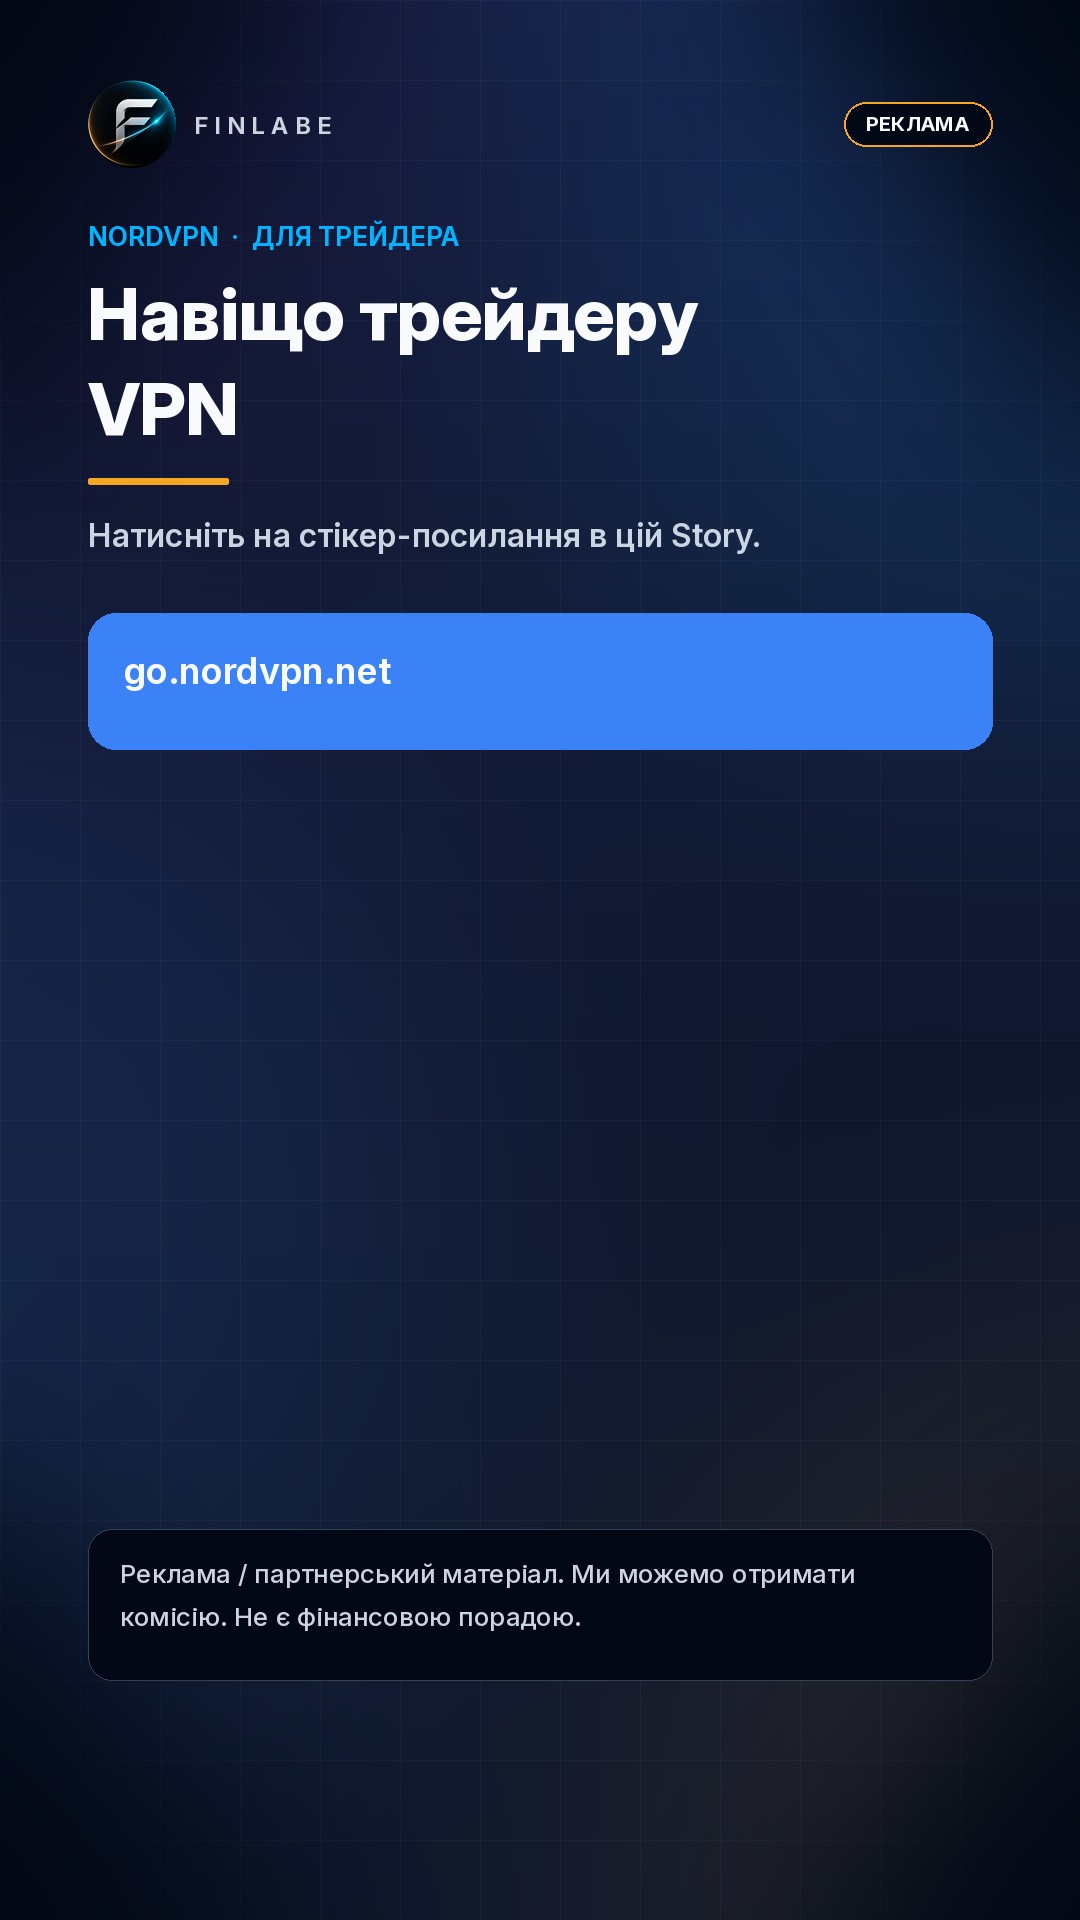 FINLABE
РЕКЛАМА
NORDVPN · ДЛЯ ТРЕЙДЕРА
Навіщо трейдеру
VPN
Натисніть на стікер-посилання в цій Story.
go.nordvpn.net
Реклама / партнерський матеріал. Ми можемо отримати
комісію. Не є фінансовою порадою.